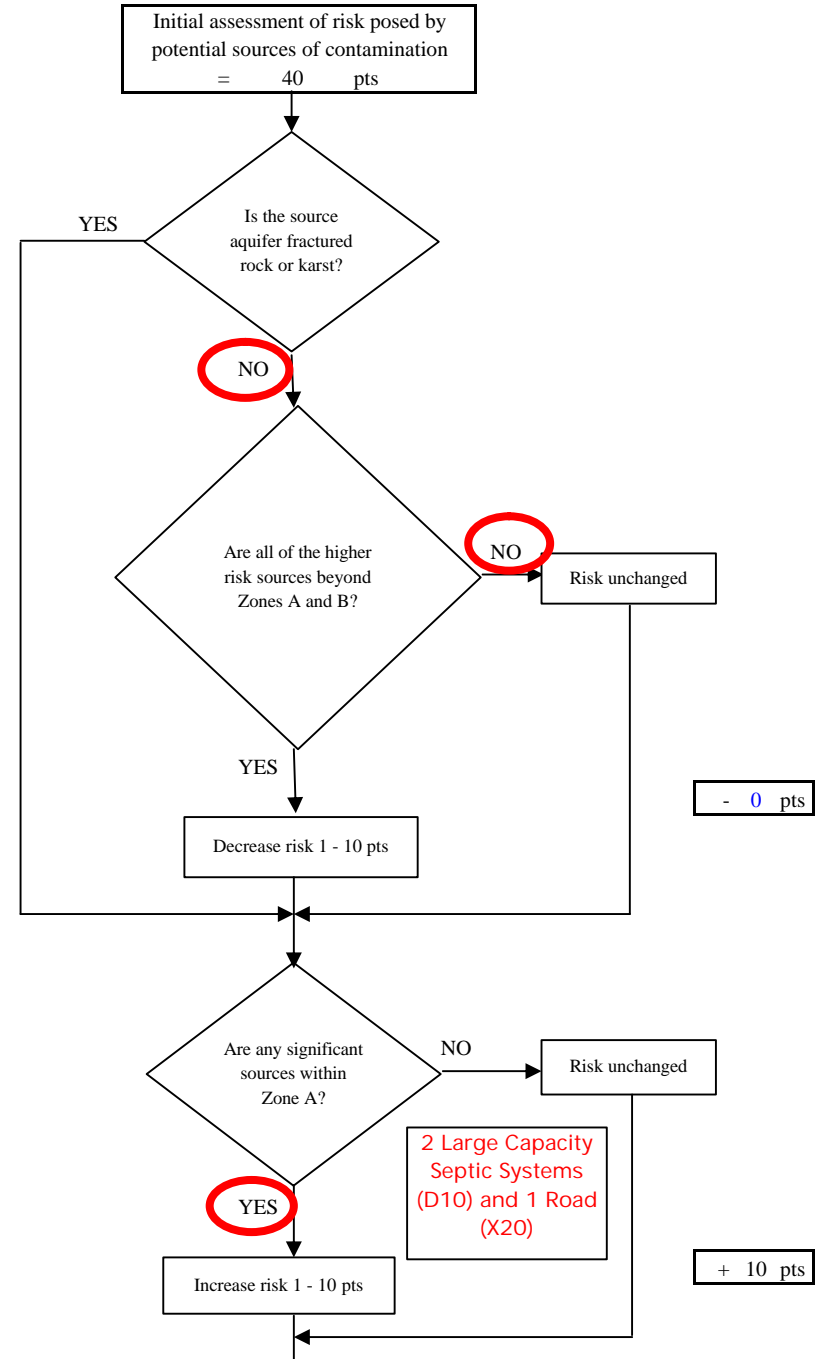 Initial assessment of risk posed by
potential sources of contamination
= 40 pts
YES
Is the source
aquifer fractured
rock or karst?
NO
Are all of the higher
risk sources beyond
Zones A and B?
NO
Risk unchanged
YES
- 0 pts
Decrease risk 1 - 10 pts
Are any significant
sources within
Zone A?
NO
Risk unchanged
2 Large Capacity
Septic Systems
(D10) and 1 Road
(X20)
YES
+ 10 pts
Increase risk 1 - 10 pts